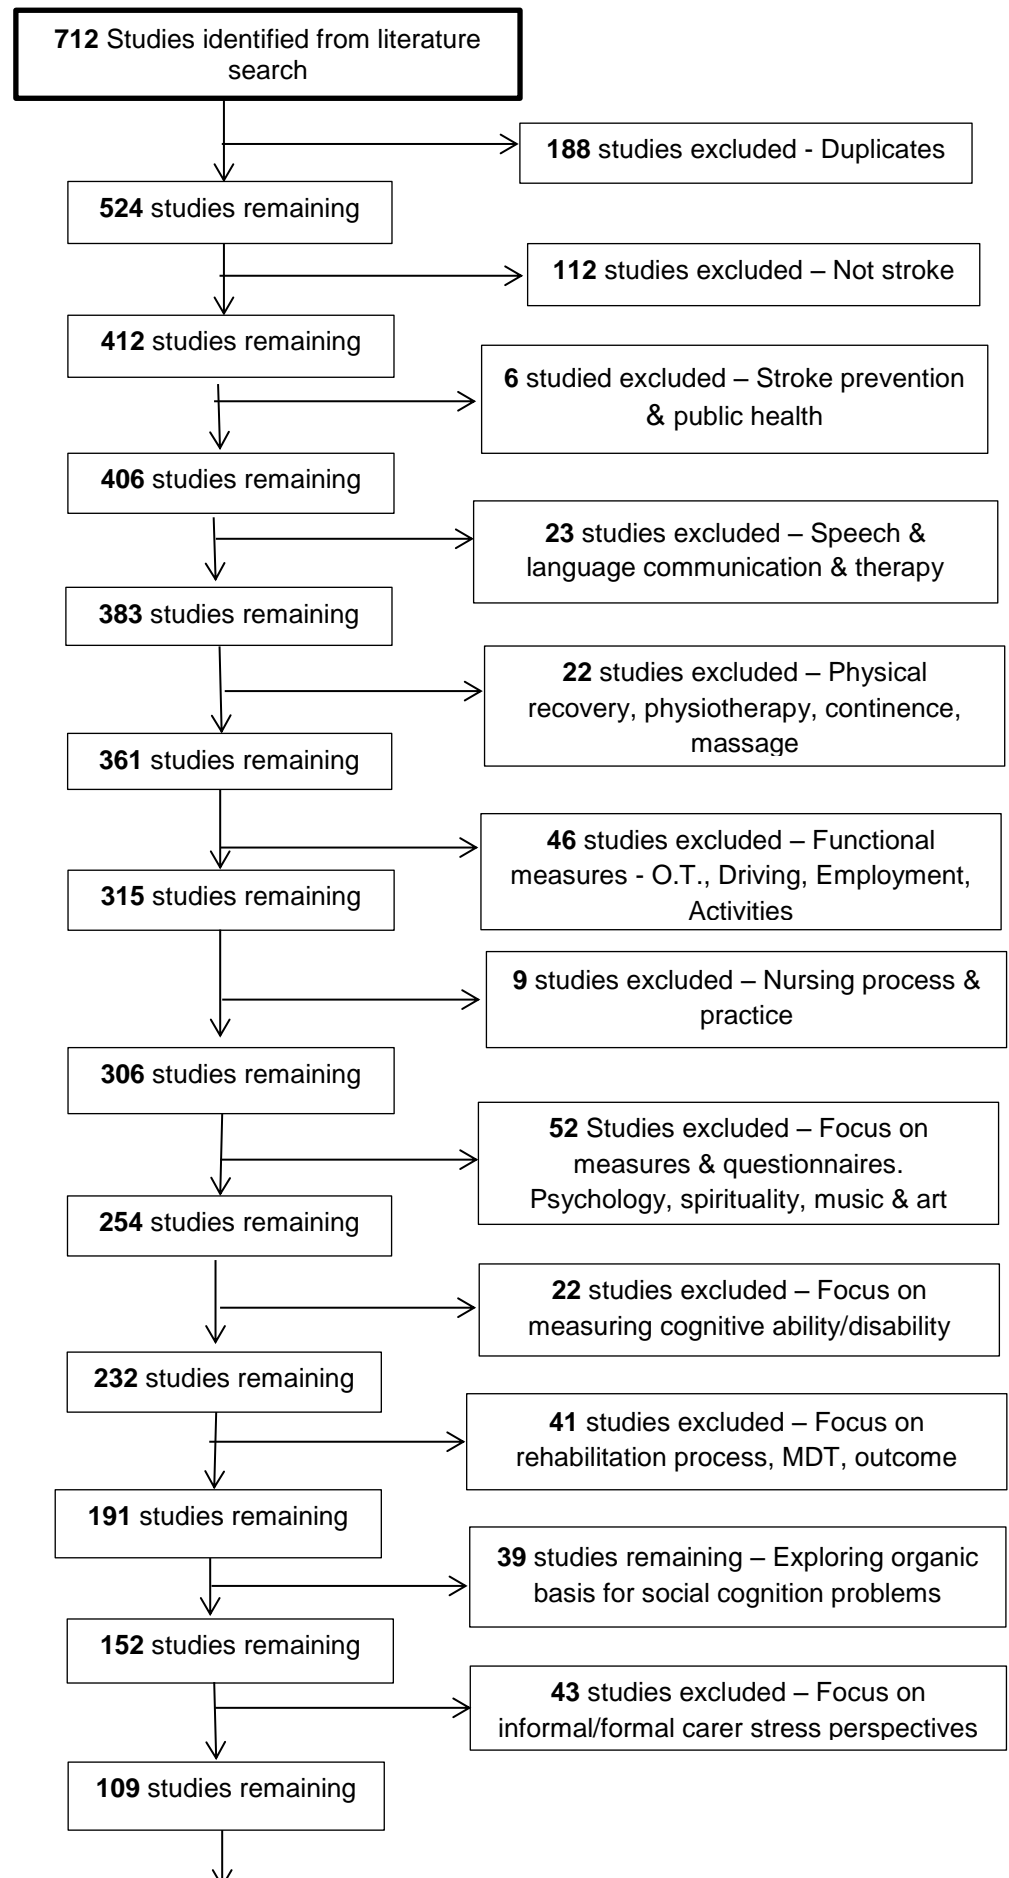 712 Studies identified from literature
search
188 studies excluded - Duplicates
524 studies remaining
112 studies excluded – Not stroke
412 studies remaining
6 studied excluded – Stroke prevention
& public health
406 studies remaining
23 studies excluded – Speech &
language communication & therapy
383 studies remaining
22 studies excluded – Physical
recovery, physiotherapy, continence,
massage
361 studies remaining
46 studies excluded – Functional
measures - O.T., Driving, Employment,
Activities
315 studies remaining
9 studies excluded – Nursing process &
practice
306 studies remaining
52 Studies excluded – Focus on
measures & questionnaires.
Psychology, spirituality, music & art
254 studies remaining
22 studies excluded – Focus on
measuring cognitive ability/disability
232 studies remaining
41 studies excluded – Focus on
rehabilitation process, MDT, outcome
191 studies remaining
39 studies remaining – Exploring organic
basis for social cognition problems
152 studies remaining
43 studies excluded – Focus on
informal/formal carer stress perspectives
109 studies remaining